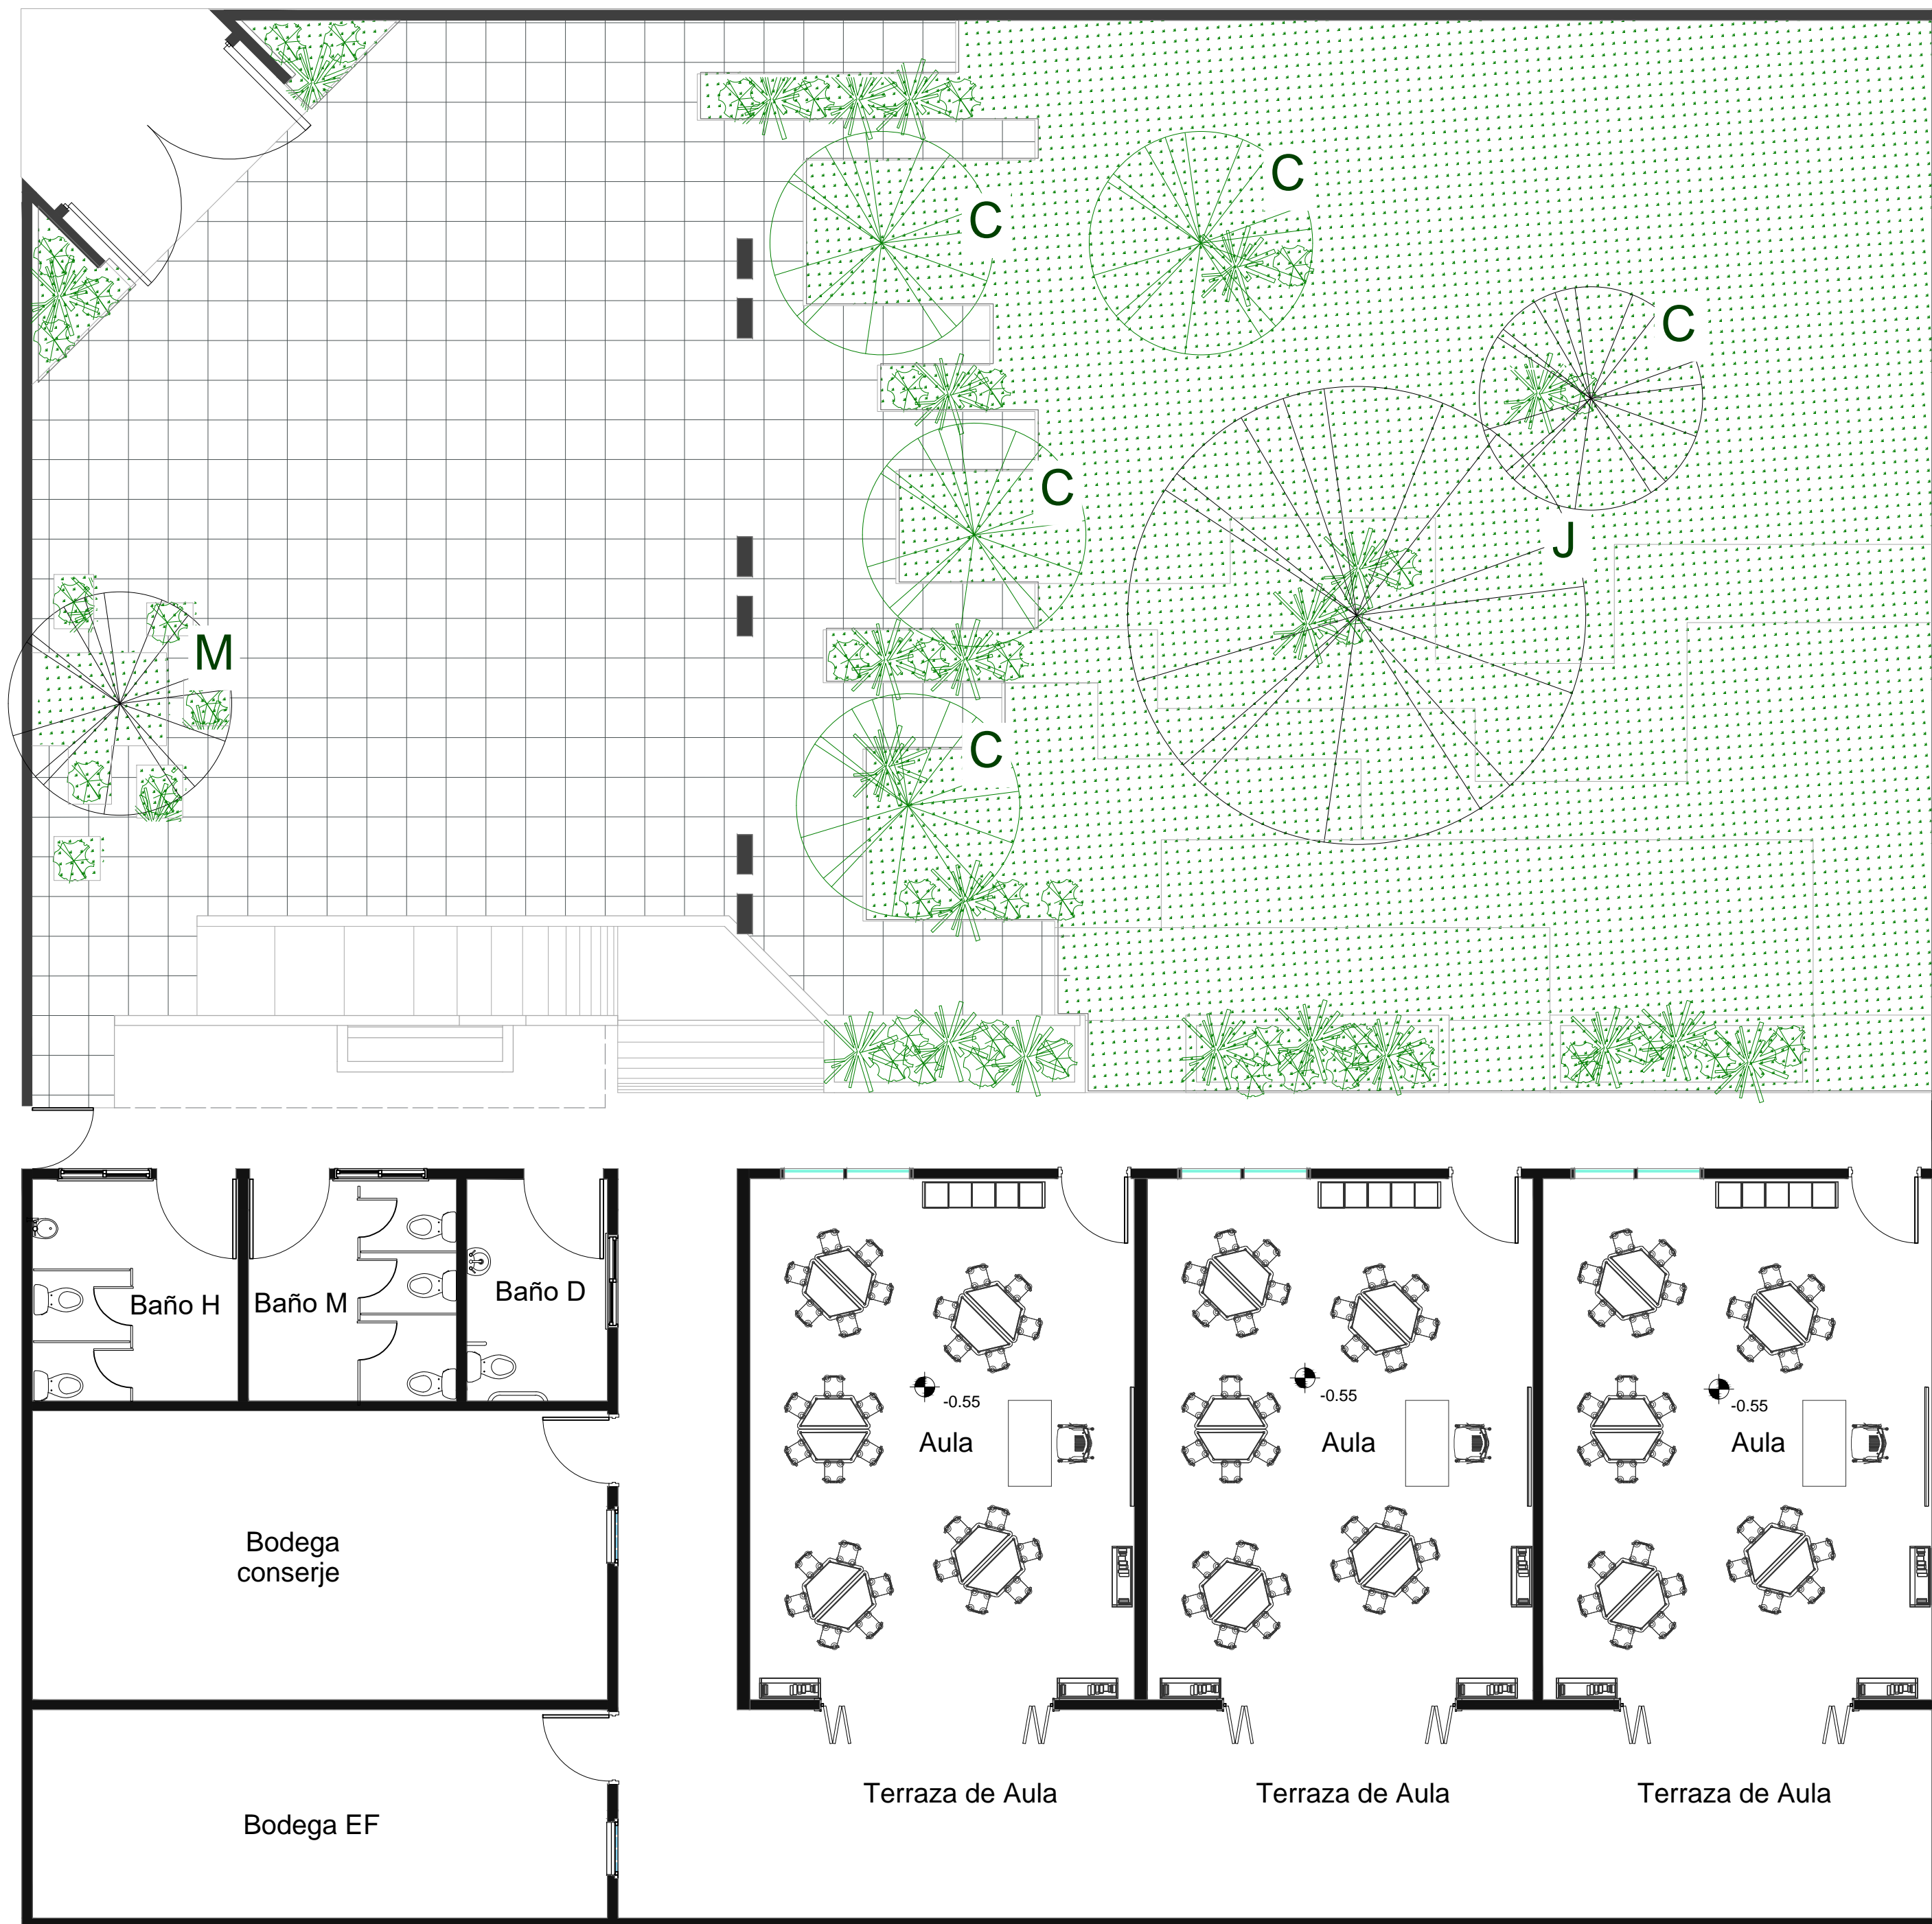 C
C
C
C
J
M
C
Baño D
Baño H
Baño M
-0.55
-0.55
-0.55
Aula
Aula
Aula
Bodega
conserje
Terraza de Aula
Terraza de Aula
Terraza de Aula
Bodega EF